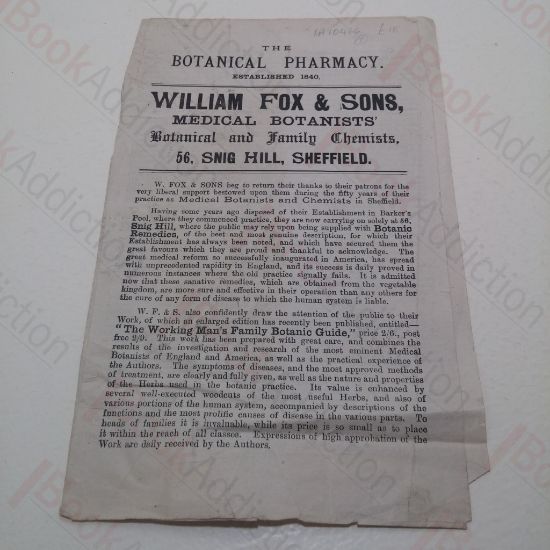 THE
BOTANICAL PHARMACY.
ESTABLISHED 1840.
WILLIAM FOX & SONS,
MEDICAL BOTANISTS'
Botanical and Family Chemists,
56, SNIG HILL, SHEFFIELD.
W. FOX & SONS beg to return their thanks to their patrons for the
very liberal support bestowed upon them during the fifty years of their
practice as Medical Botanists and Chemists in Sheffield.
Having some years ago disposed of their Establishment in Barker's
Pool, where they commenced practice, they are now carrying on solely at 56,
Snig Hill, where the public may rely upon being supplied with Botanic
Remedies, of the best and most genuine description, for which their
Establishment has always been noted, and which have secured them the
great favours which they are proud and thankful to acknowledge. The
great medical reform so successfully inaugurated in America, has spread
with unprecedented rapidity in England, and its success is daily proved in
numerous instances where the old practice signally fails. It is admitted
now that these sanative remedies, which are obtained from the vegetable
kingdom, are more sure and effective in their operation than any others for
the cure of any form of disease to which the human system is liable.
W. F. & S. also confidently draw the attention of the public to their
Work, of which an enlarged edition has recently been published, entitled—
"The Working Man's Family Botanic Guide," price 2/6, post
free 2/9. This work has been prepared with great care, and combines the
results of the investigation and research of the most eminent Medical
Botanists of England and America, as well as the practical experience of
the Authors. The symptoms of diseases, and the most approved methods
of treatment, are clearly and fully given, as well as the nature and properties
of the Herbs used in the botanic practice. Its value is enhanced by
several well-executed woodcuts of the most useful Herbs, and also of
various portions of the human system, accompanied by descriptions of the
functions and the most prolific causes of disease in the various parts. To
heads of families it is invaluable, while its price is so small as to place
it within the reach of all classes. Expressions of high approbation of the
Work are daily received by the Authors.
BookAddiction